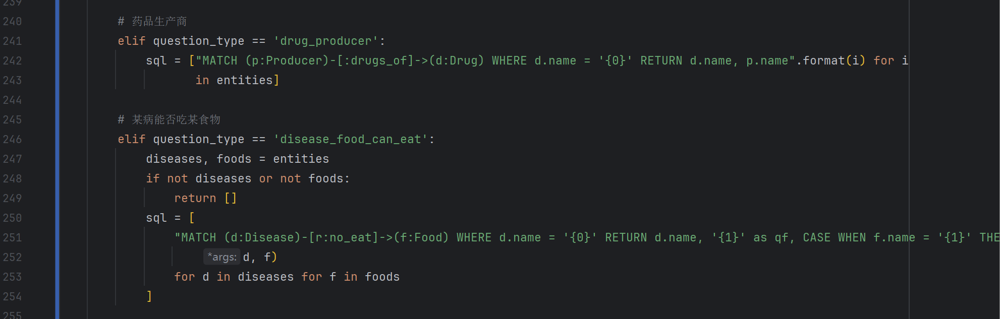 239
240 # 药品生产商
241 elif question_type == 'drug_producer':
242 sql = ["MATCH (p:Producer)-[:drugs_of]->(d:Drug) WHERE d.name = '{0}' RETURN d.name, p.name".format(i) for i
243 in entities]
244
245 # 某病能否吃某食物
246 elif question_type == 'disease_food_can_eat':
247 diseases, foods = entities
248 if not diseases or not foods:
249 return []
250 sql = [
251 "MATCH (d:Disease)-[r:no_eat]->(f:Food) WHERE d.name = '{0}' RETURN d.name, '{1}' as qf, CASE WHEN f.name = '{1}' THE
252 *args: d, f)
253 for d in diseases for f in foods
254 ]
255